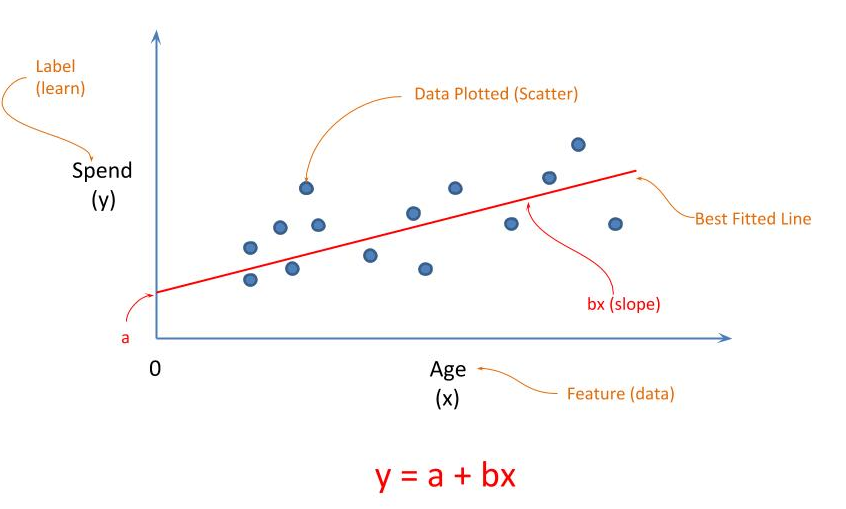 Label
(learn)
Data Plotted (Scatter)
Spend
(y)
Best Fitted Line
bx (slope)
a
0
Age
(x)
Feature (data)
y = a + bx